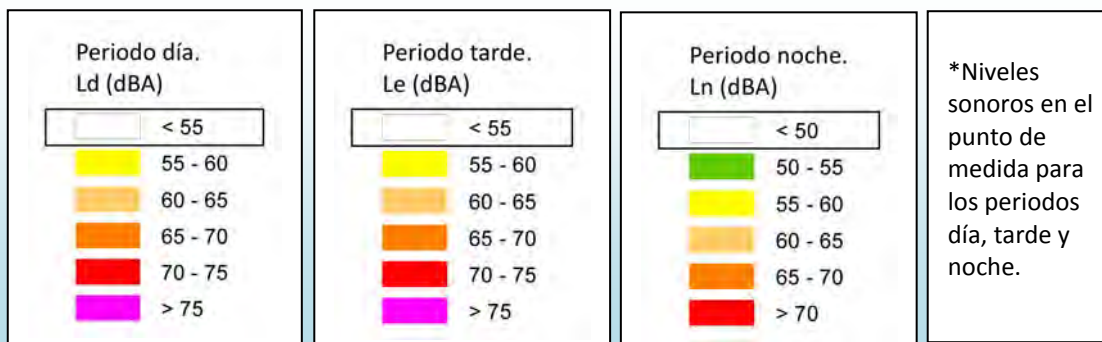 Periodo día.
Ld (dBA)
< 55
55 - 60
60 - 65
65 - 70
70 - 75
> 75
Periodo tarde.
Le (dBA)
< 55
55 - 60
60 - 65
65 - 70
70 - 75
> 75
Periodo noche.
Ln (dBA)
< 50
50 - 55
55 - 60
60 - 65
65 - 70
> 70
*Niveles
sonoros en el
punto de
medida para
los periodos
día, tarde y
noche.